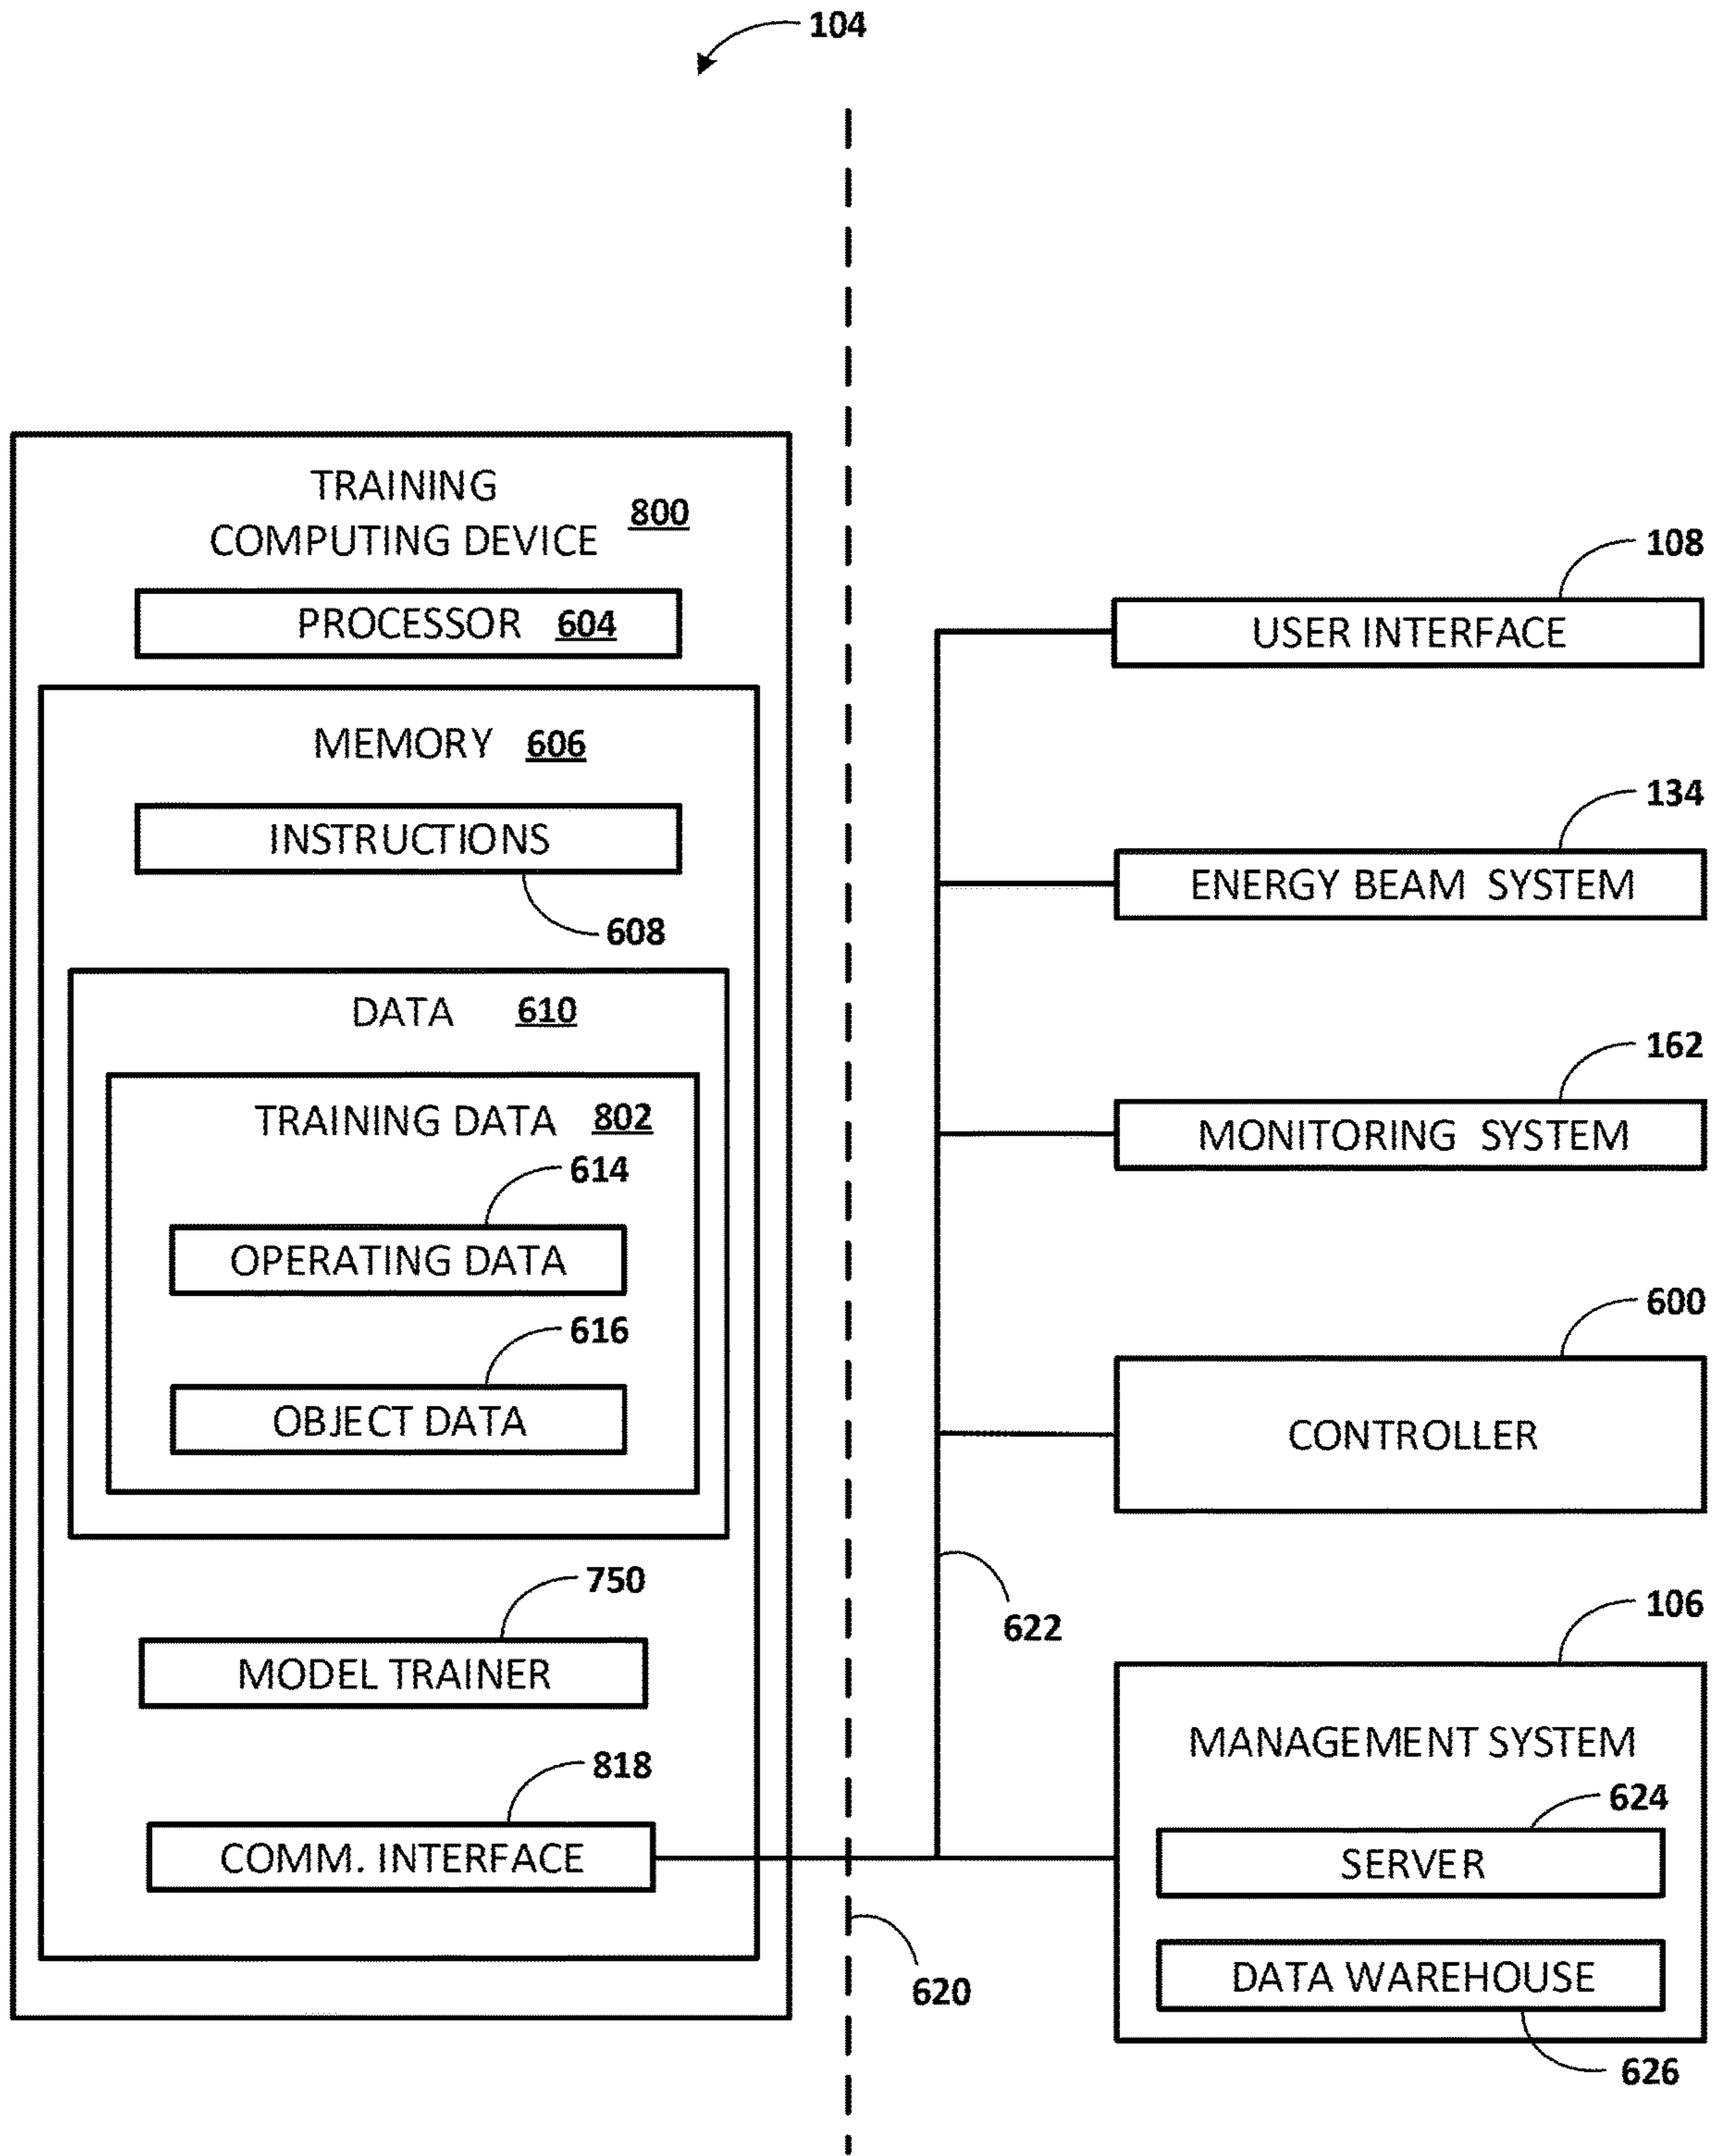 104
TRAINING
COMPUTING DEVICE 800
PROCESSOR 604
MEMORY 606
INSTRUCTIONS
608
DATA 610
TRAINING DATA 802
614
OPERATING DATA
616
OBJECT DATA
750
MODEL TRAINER
818
COMM. INTERFACE
620
622
108
USER INTERFACE
134
ENERGY BEAM SYSTEM
162
MONITORING SYSTEM
600
CONTROLLER
106
MANAGEMENT SYSTEM
624
SERVER
DATA WAREHOUSE
626